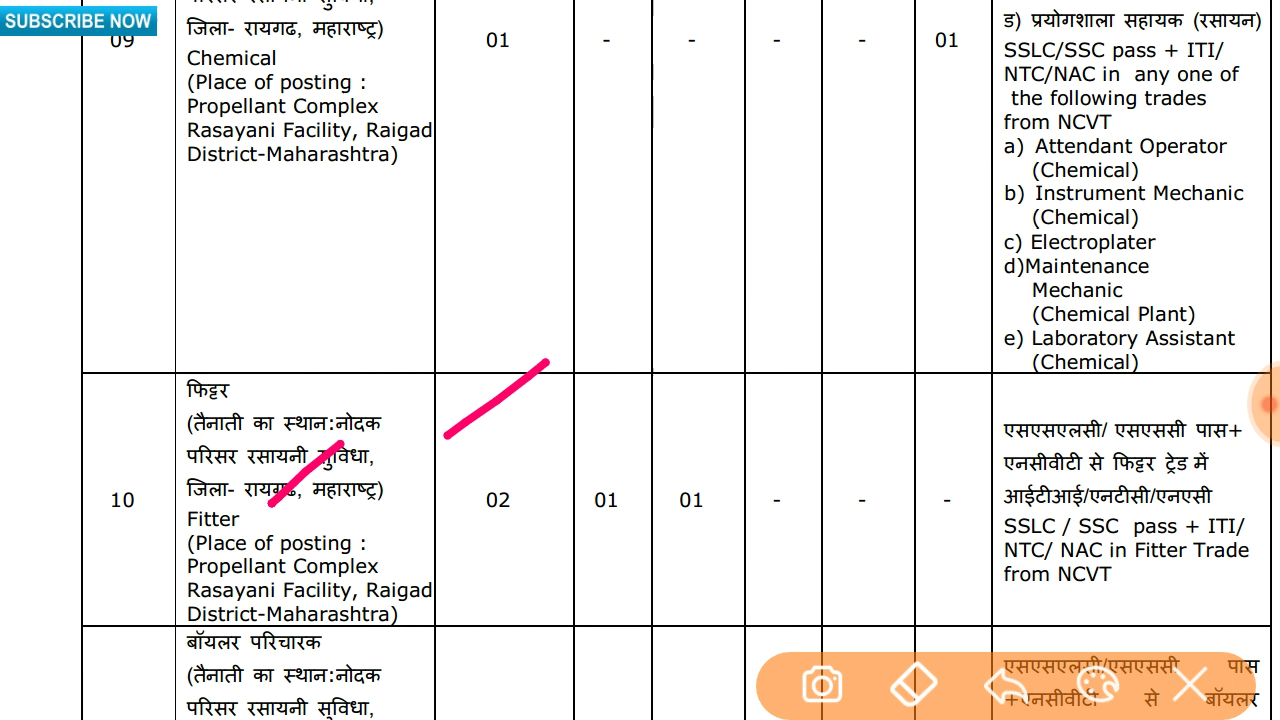 SUBSCRIBE NOW
09
जिला- रायगढ, महाराष्ट्र)
Chemical
(Place of posting :
Propellant Complex
Rasayani Facility, Raigad
District-Maharashtra)
01
-
-
-
-
01
ड) प्रयोगशाला सहायक (रसायन)
SSLC/SSC pass + ITI/
NTC/NAC in any one of
the following trades
from NCVT
a) Attendant Operator
(Chemical)
b) Instrument Mechanic
(Chemical)
c) Electroplater
d)Maintenance
Mechanic
(Chemical Plant)
e) Laboratory Assistant
(Chemical)
10
फिट्टर
(तैनाती का स्थान:नोदक
परिसर रसायनी सुविधा,
जिला- रायगढ, महाराष्ट्र)
Fitter
(Place of posting :
Propellant Complex
Rasayani Facility, Raigad
District-Maharashtra)
02
01
01
-
-
-
एसएसएलसी/ एसएससी पास+
एनसीवीटी से फिट्टर ट्रेड में
आईटीआई/एनटीसी/एनएसी
SSLC / SSC pass + ITI/
NTC/ NAC in Fitter Trade
from NCVT
बॉयलर परिचारक
(तैनाती का स्थान:नोदक
परिसर रसायनी सुविधा,
एसएसएलसी/एसएससी पास
+एनसीवीटी से बॉयलर